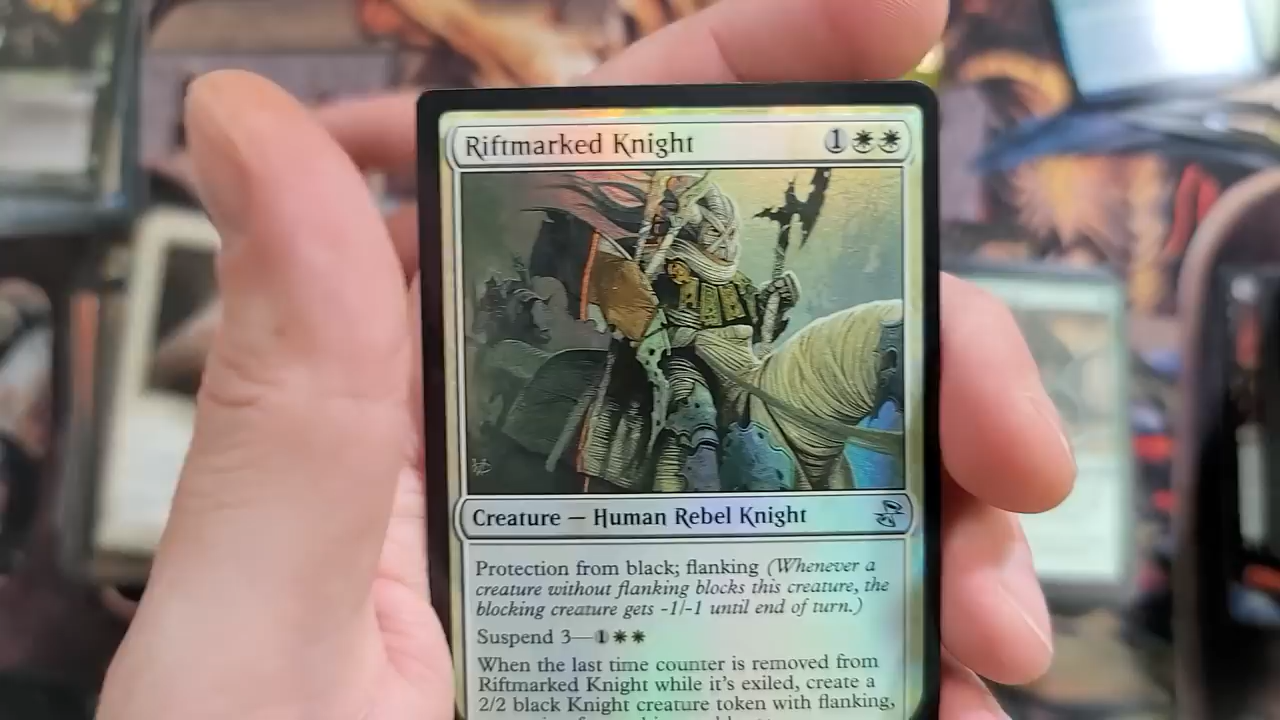 Riftmarked Knight 1
Creature — Human Rebel Knight
Protection from black; flanking (Whenever a
creature without flanking blocks this creature, the
blocking creature gets -1/-1 until end of turn.)
Suspend 3—1
When the last time counter is removed from
Riftmarked Knight while it's exiled, create a
2/2 black Knight creature token with flanking,